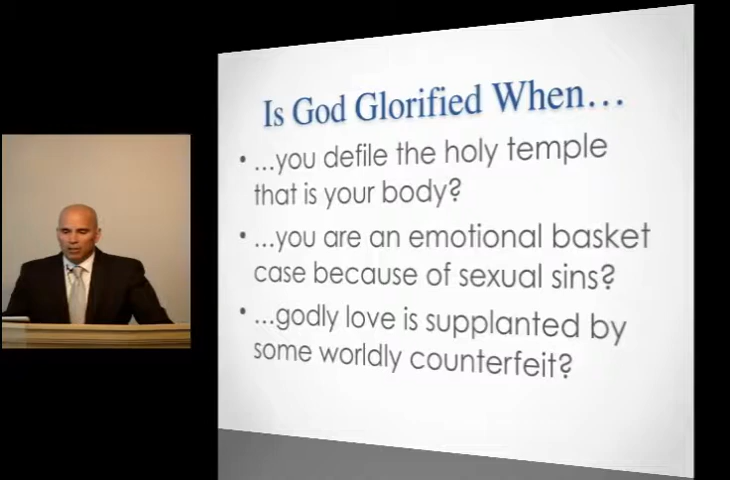 Is God Glorified When…
• …you defile the holy temple
that is your body?
• …you are an emotional basket
case because of sexual sins?
• …godly love is supplanted by
some worldly counterfeit?